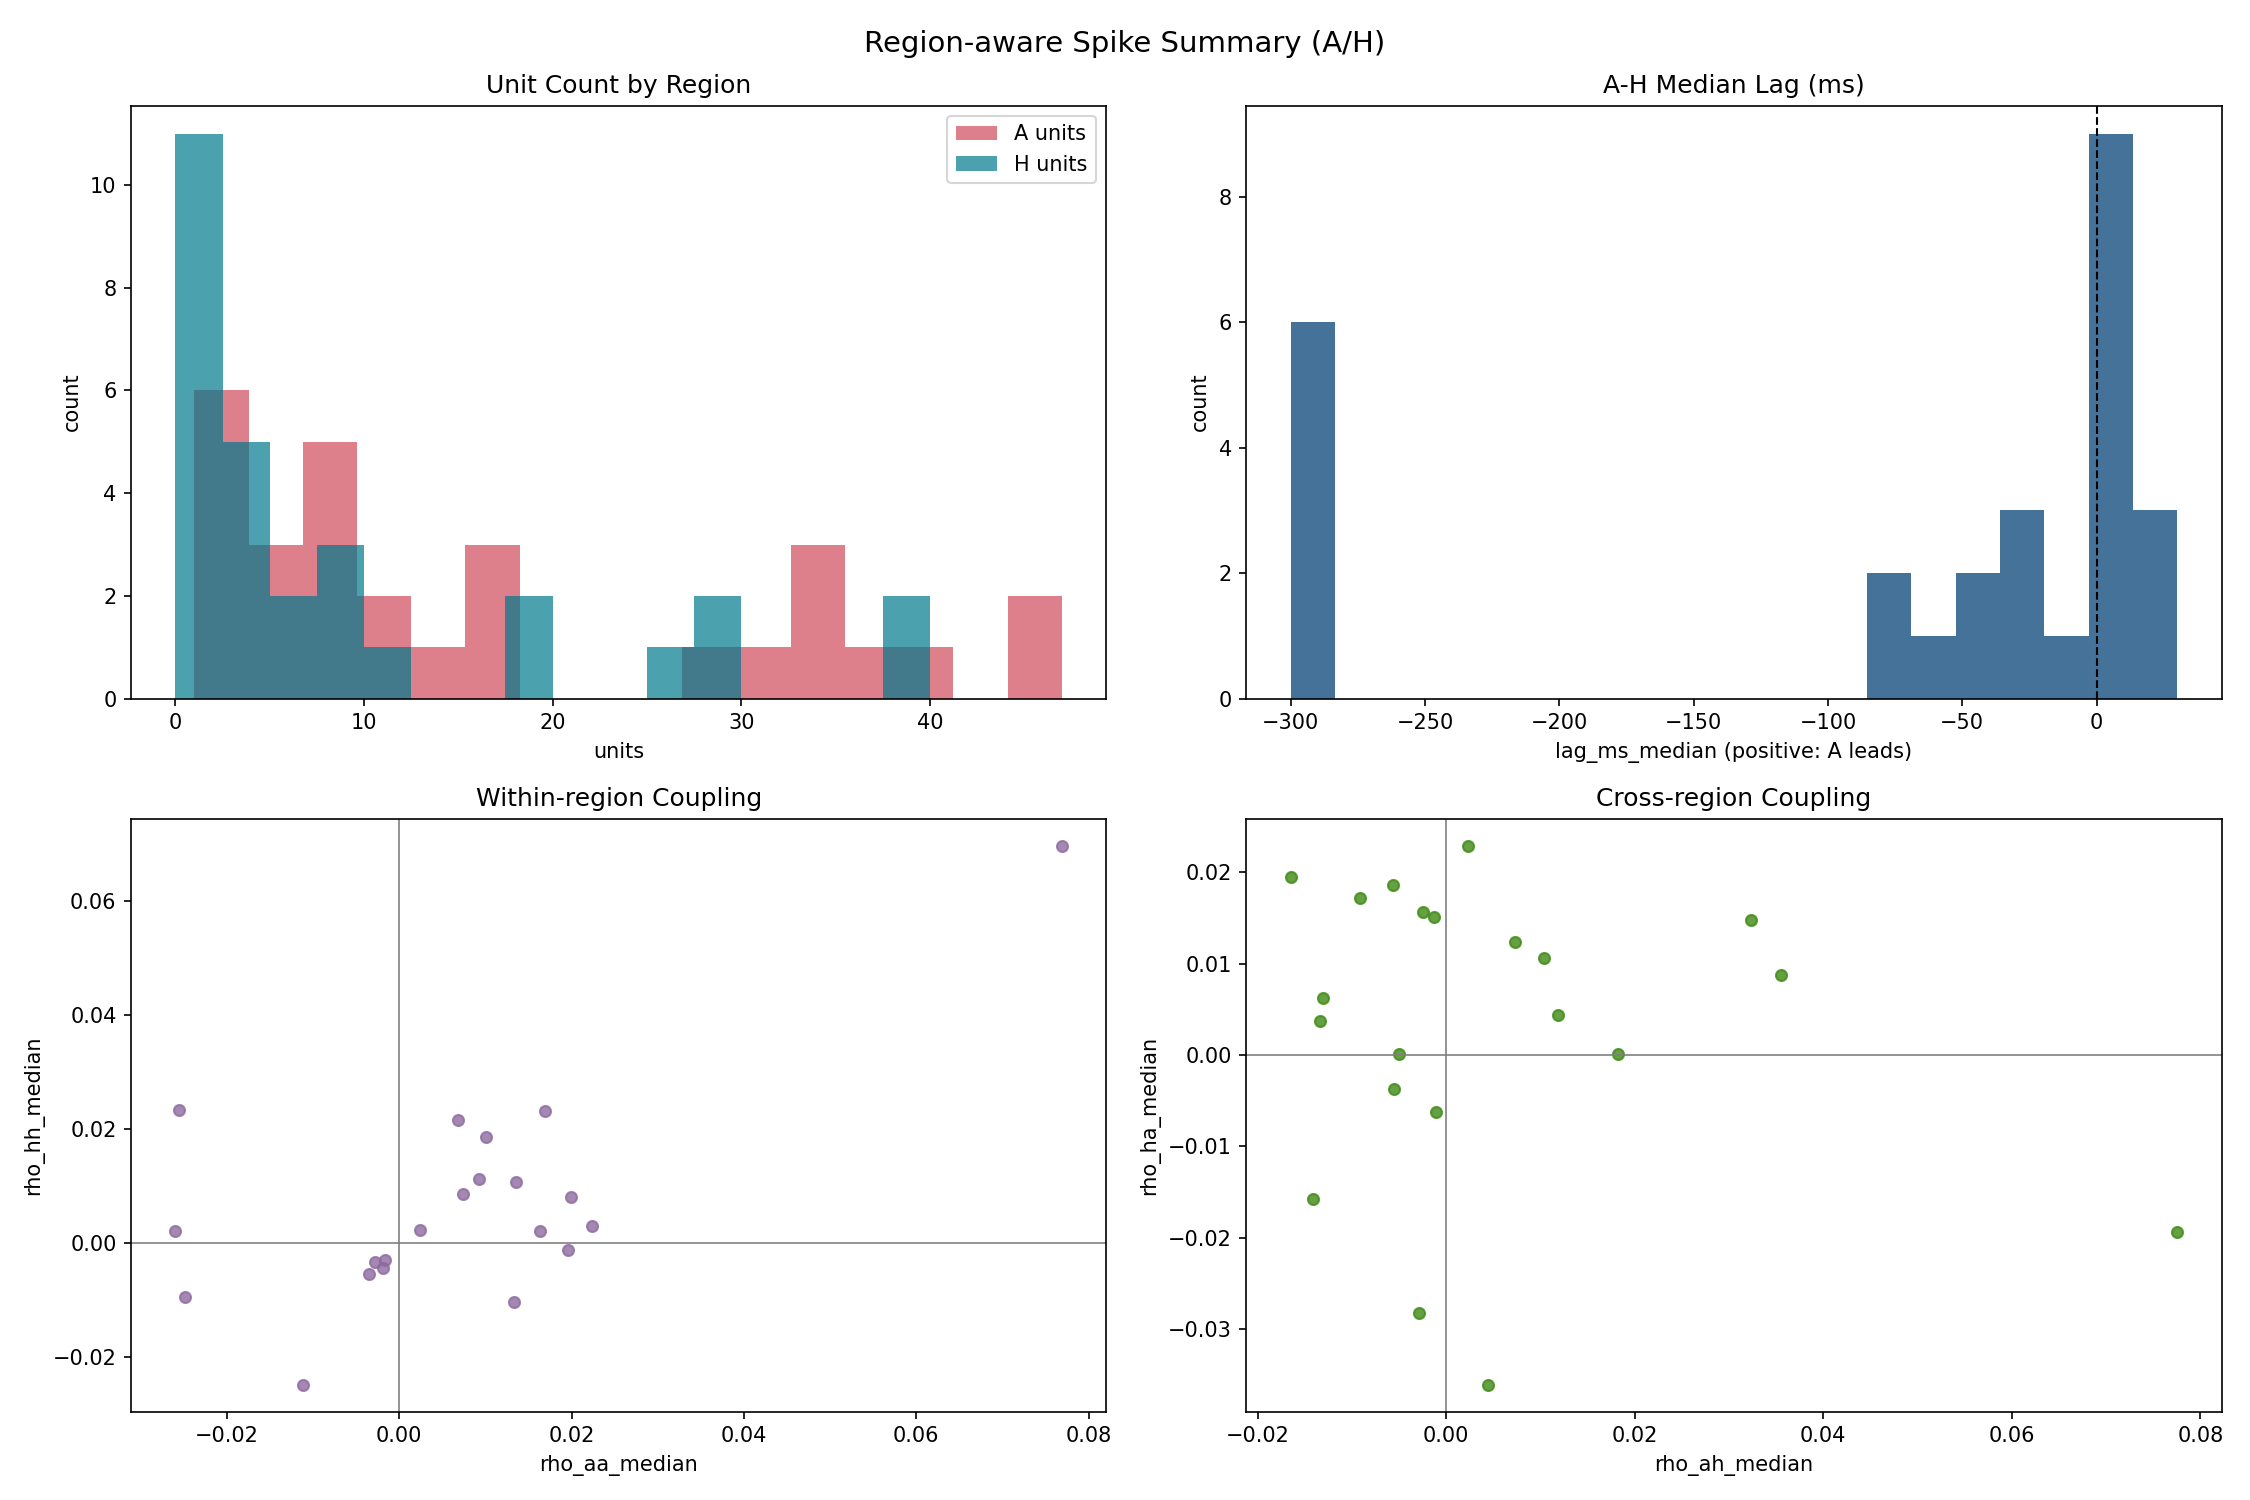 Region-aware Spike Summary (A/H)
Unit Count by Region
A units
H units
10
8
6
4
2
0
count
0 10 20 30 40
units
A-H Median Lag (ms)
8
6
4
2
0
count
−300 −250 −200 −150 −100 −50 0
lag_ms_median (positive: A leads)
Within-region Coupling
0.06
0.04
0.02
0.00
−0.02
rho_hh_median
−0.02 0.00 0.02 0.04 0.06 0.08
rho_aa_median
Cross-region Coupling
0.02
0.01
0.00
−0.01
−0.02
−0.03
rho_ha_median
−0.02 0.00 0.02 0.04 0.06 0.08
rho_ah_median